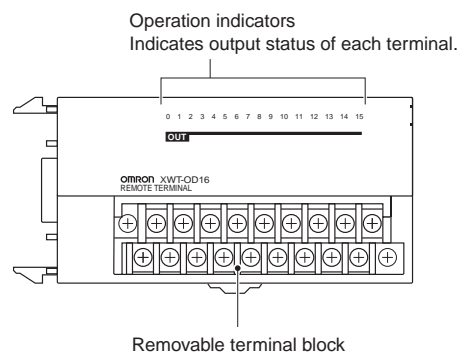 Operation indicators
Indicates output status of each terminal.
0 1 2 3 4 5 6 7 8 9 10 11 12 13 14 15
OUT
OMRON XWT-OD16
REMOTE TERMINAL
Removable terminal block